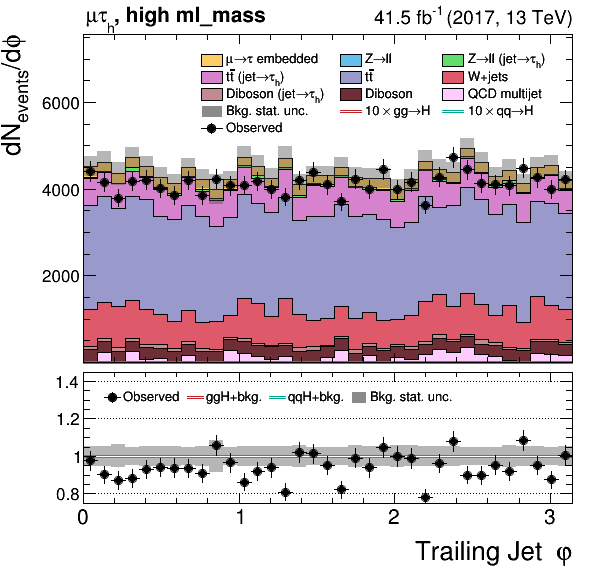 μτh, high ml_mass
41.5 fb⁻¹ (2017, 13 TeV)
dNevents/dφ
μ→τ embedded
Z→ll
Z→ll (jet→τh)
tt̄ (jet→τh)
tt̄
W+jets
Diboson (jet→τh)
Diboson
QCD multijet
Bkg. stat. unc.
10 × gg→H
10 × qq→H
Observed
6000
4000
2000
Observed
ggH+bkg.
qqH+bkg.
Bkg. stat. unc.
1.4
1.2
1
0.8
0 1 2 3
Trailing Jet φ